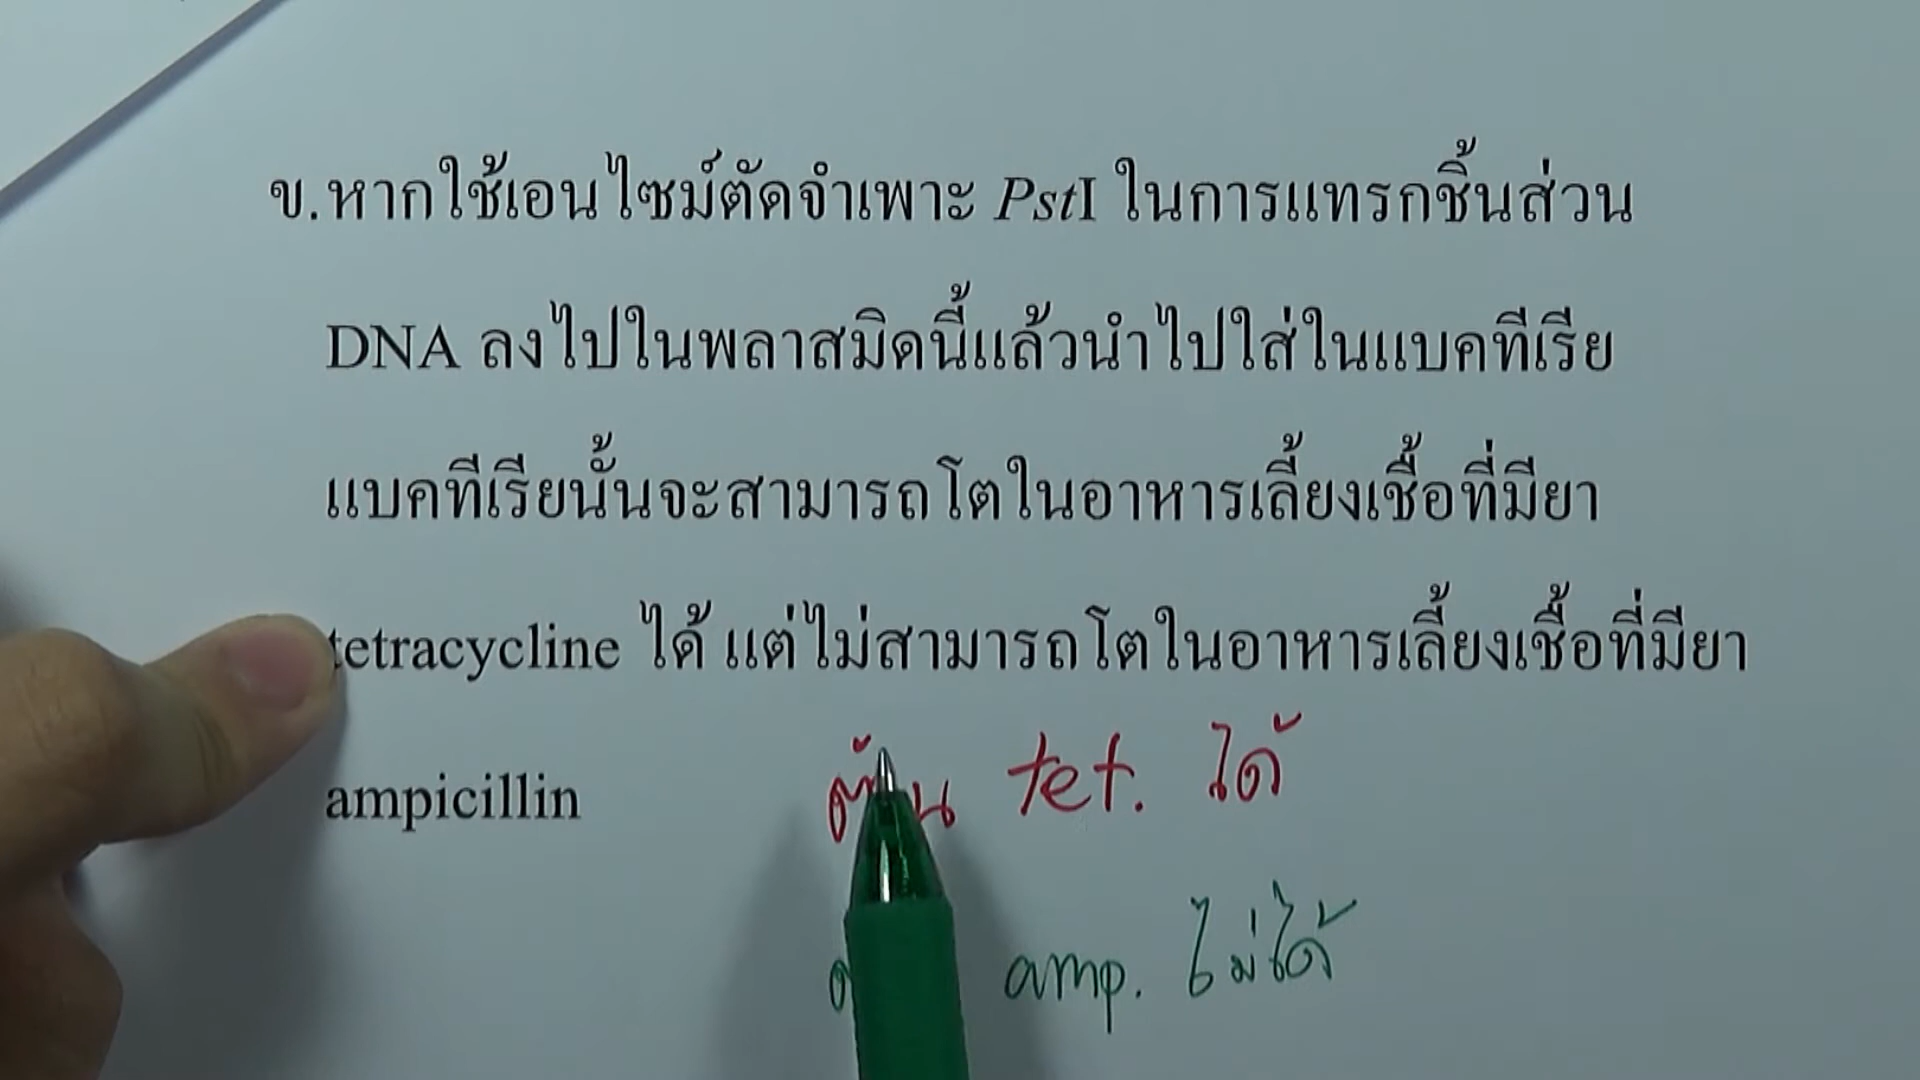 ข.หากใช้เอนไซม์ตัดจำเพาะ PstI ในการแทรกชิ้นส่วน
DNA ลงไปในพลาสมิดนี้แล้วนำไปใส่ในแบคทีเรีย
แบคทีเรียนั้นจะสามารถโตในอาหารเลี้ยงเชื้อที่มียา
tetracycline ได้ แต่ไม่สามารถโตในอาหารเลี้ยงเชื้อที่มียา
ampicillin
ต้าน tet. ได้
amp. ไม่ได้